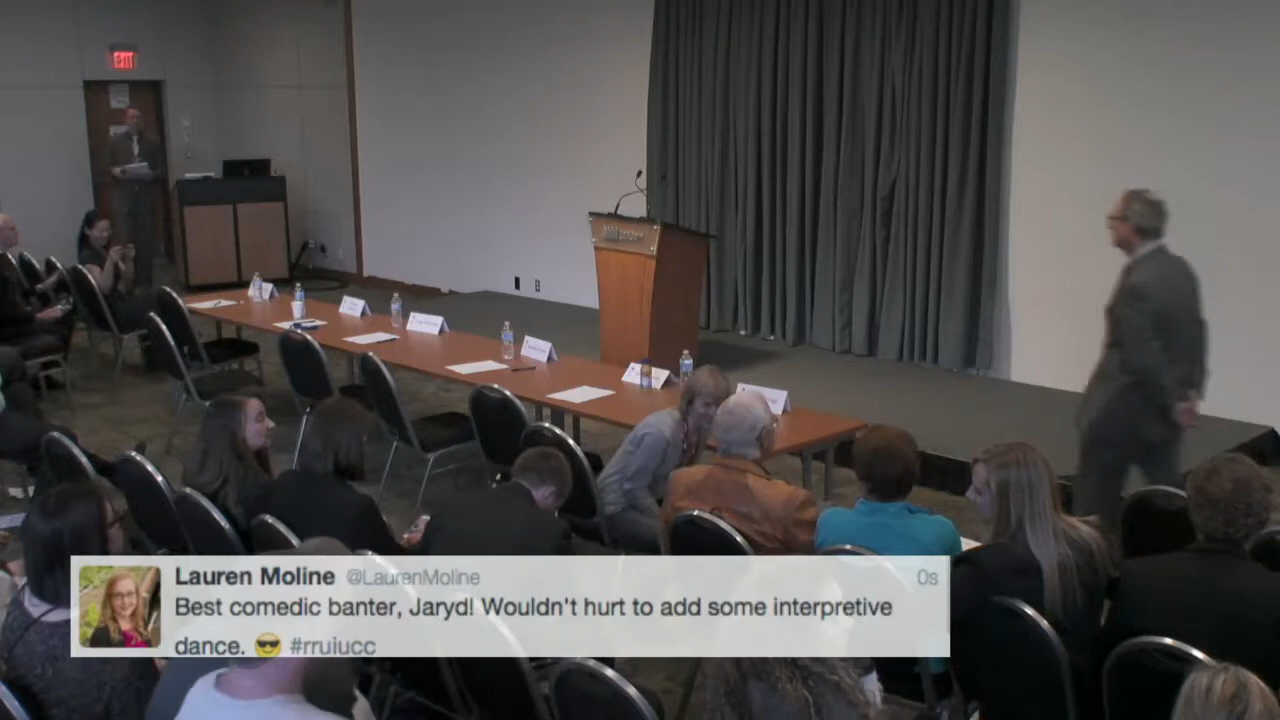 EXIT
Lauren Moline @LaurenMoline 0s
Best comedic banter, Jaryd! Wouldn't hurt to add some interpretive
dance. 😎 #rruiucc